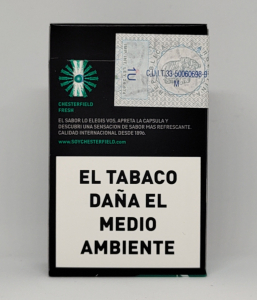 CHESTERFIELD
FRESH
EL SABOR LO ELEGIS VOS, APRETA LA CAPSULA Y
DESCUBRI UNA SENSACION DE SABOR MAS REFRESCANTE.
CALIDAD INTERNACIONAL DESDE 1896
www.SOYCHESTERFIELD.com
1U
M
EL TABACO
DAÑA EL
MEDIO
AMBIENTE